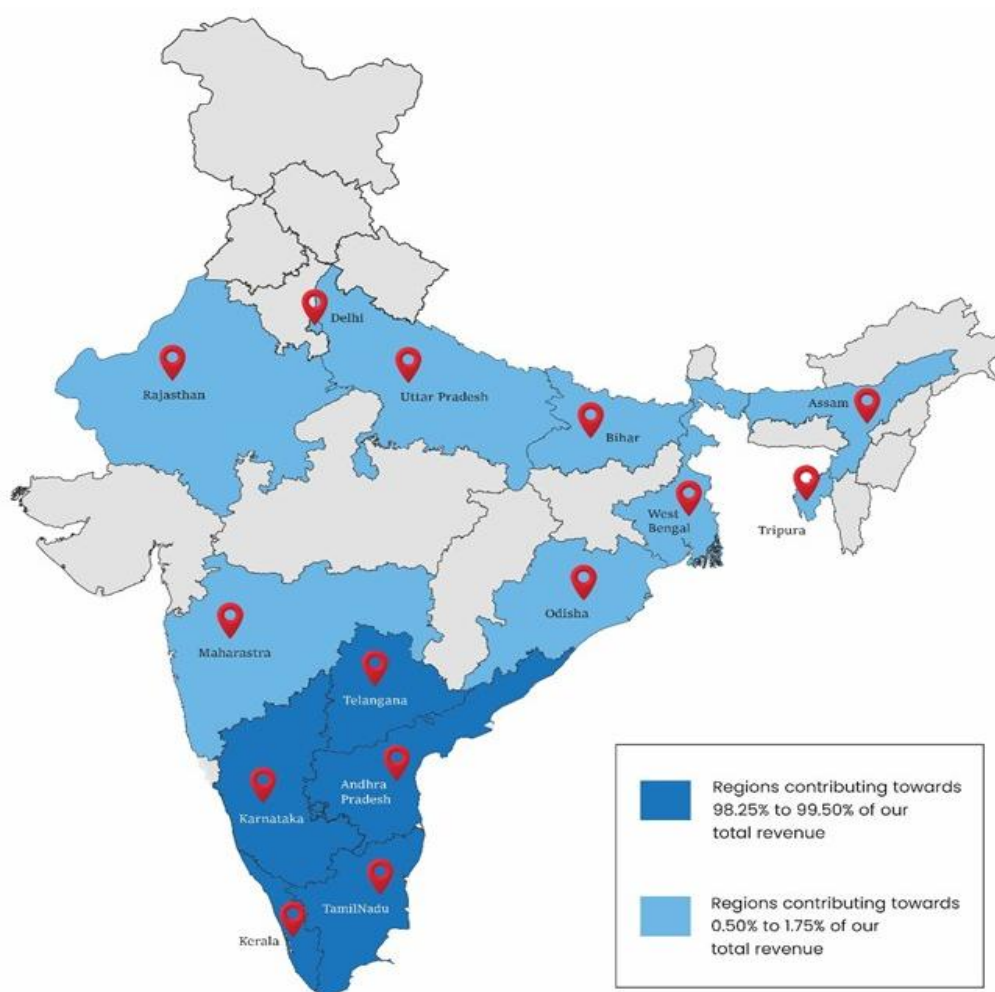 Delhi
Rajasthan
Uttar Pradesh
Assam
Bihar
West
Bengal
Tripura
Odisha
Maharastra
Telangana
Andhra
Pradesh
Karnataka
TamilNadu
Kerala
Regions contributing towards
98.25% to 99.50% of our
total revenue
Regions contributing towards
0.50% to 1.75% of our
total revenue